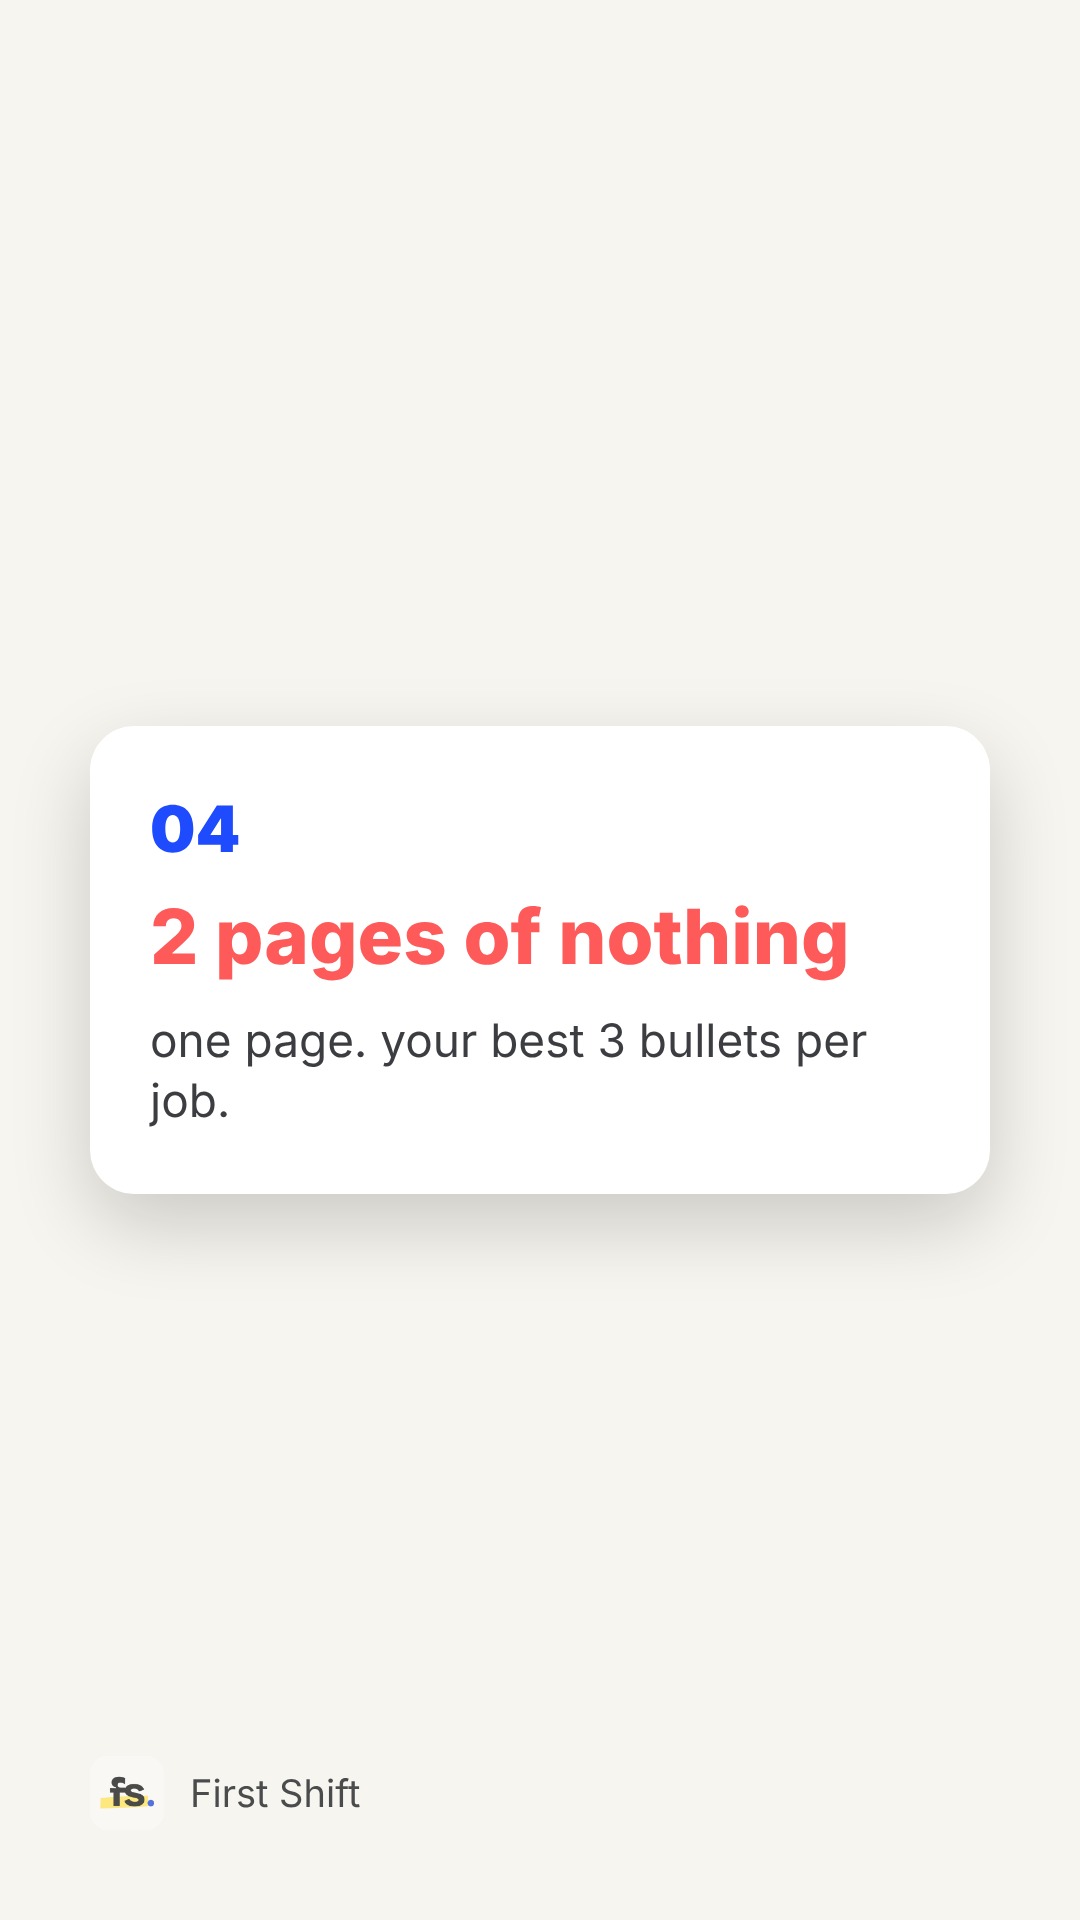 04
2 pages of nothing
one page. your best 3 bullets per
job.
fs.
First Shift